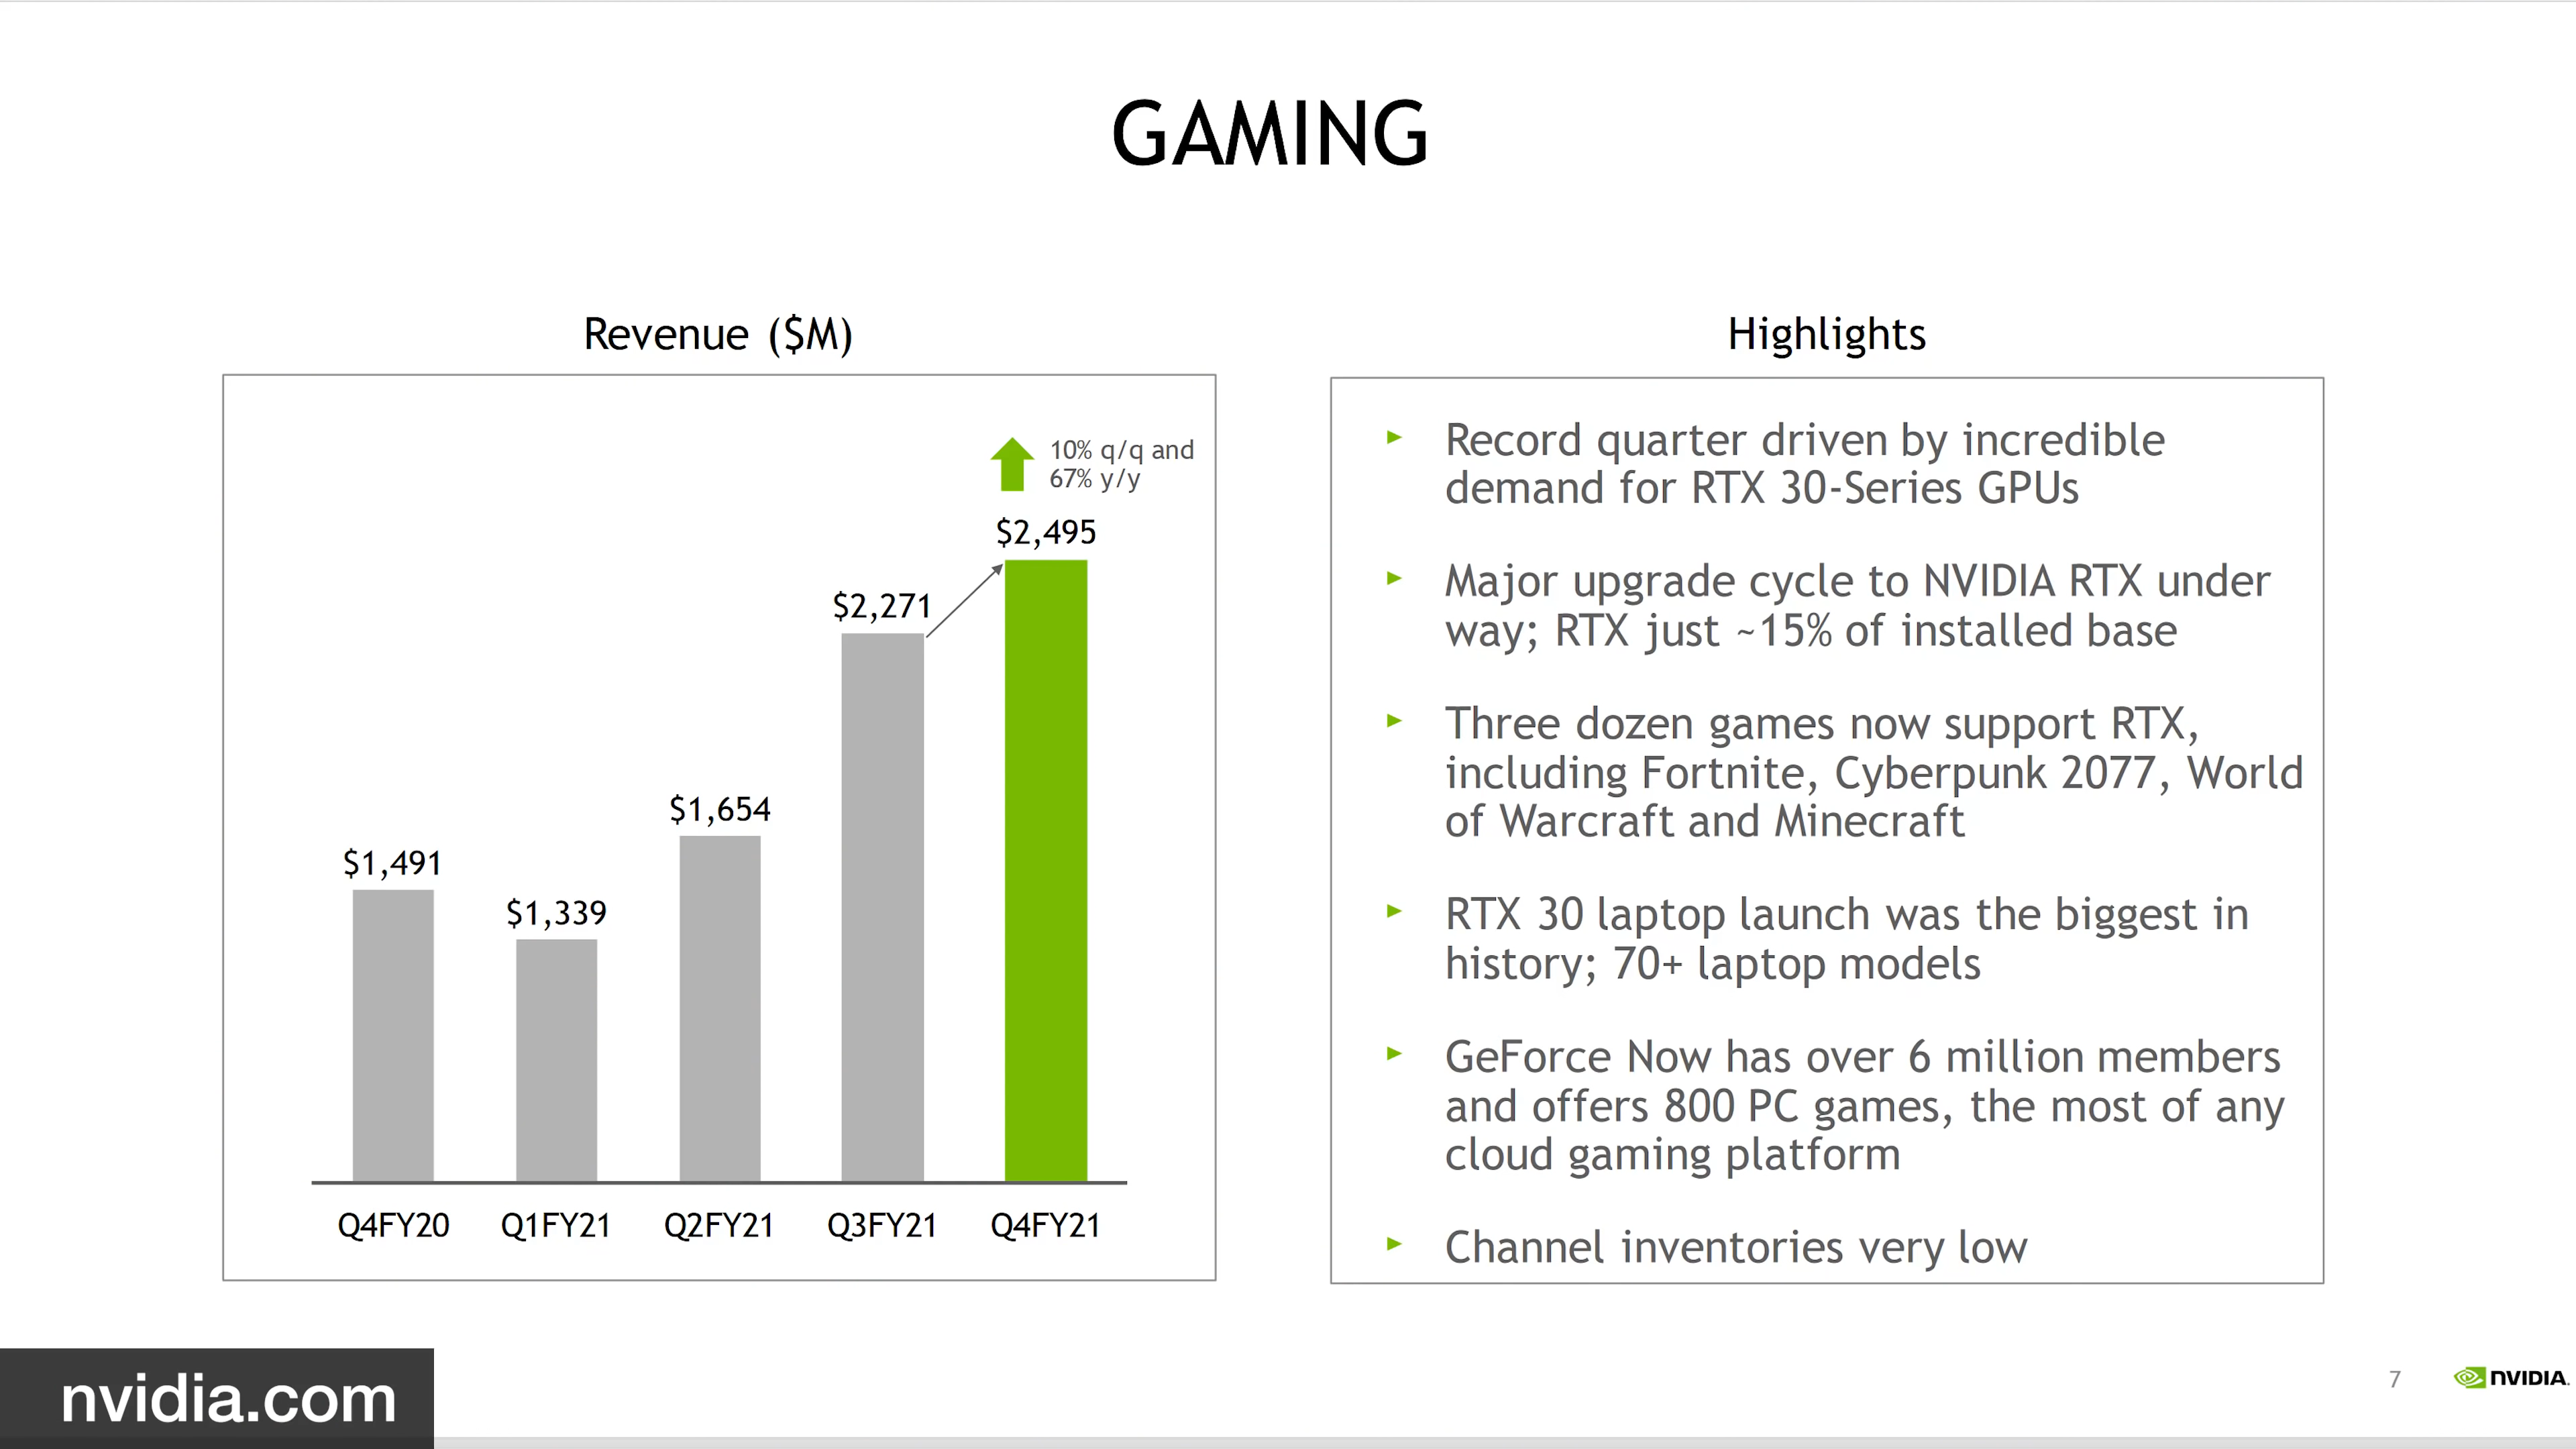 GAMING
Revenue ($M)
10% q/q and
67% y/y
$2,495
$2,271
$1,654
$1,491
$1,339
Q4FY20 Q1FY21 Q2FY21 Q3FY21 Q4FY21
Highlights
► Record quarter driven by incredible
demand for RTX 30-Series GPUs
► Major upgrade cycle to NVIDIA RTX under
way; RTX just ~15% of installed base
► Three dozen games now support RTX,
including Fortnite, Cyberpunk 2077, World
of Warcraft and Minecraft
► RTX 30 laptop launch was the biggest in
history; 70+ laptop models
► GeForce Now has over 6 million members
and offers 800 PC games, the most of any
cloud gaming platform
► Channel inventories very low
nvidia.com
7
NVIDIA.